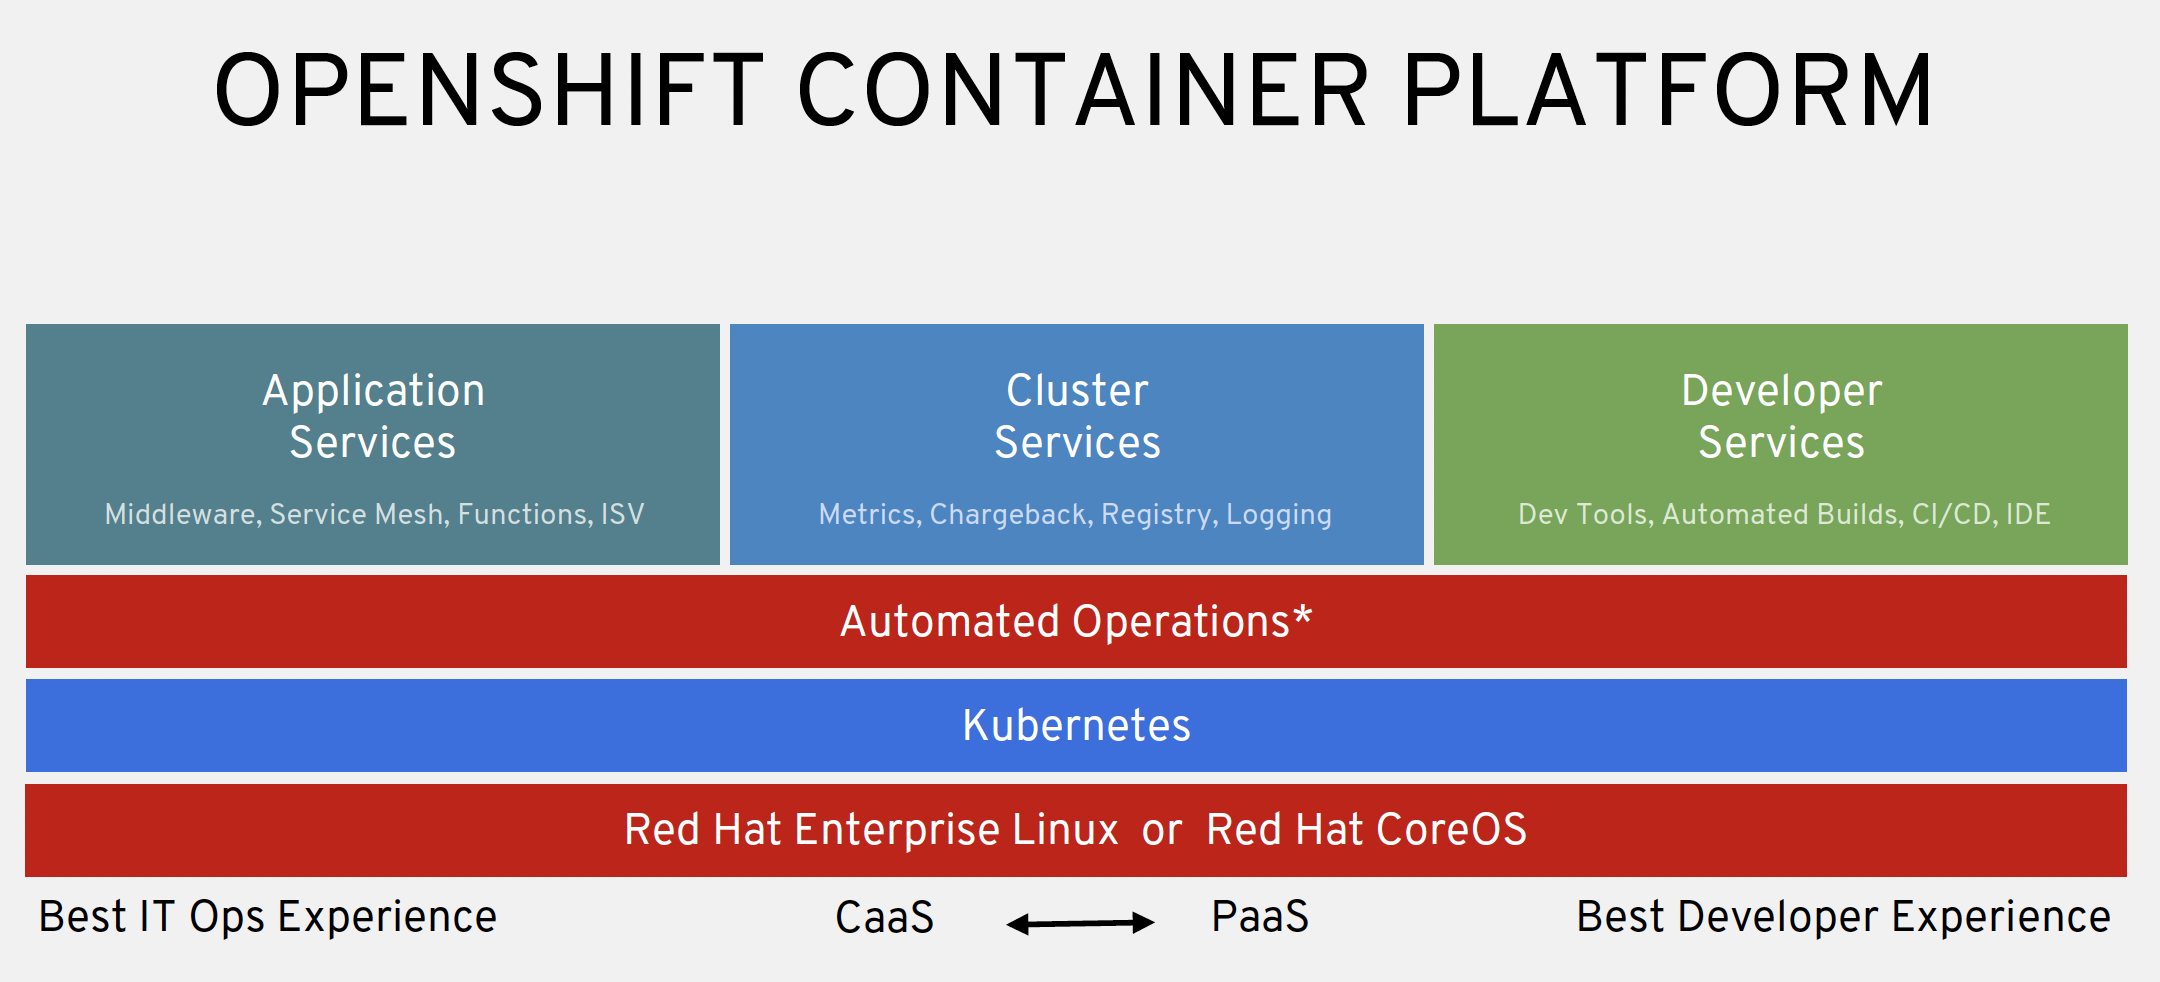 OPENSHIFT CONTAINER PLATFORM
Application
Services
Middleware, Service Mesh, Functions, ISV
Cluster
Services
Metrics, Chargeback, Registry, Logging
Developer
Services
Dev Tools, Automated Builds, CI/CD, IDE
Automated Operations*
Kubernetes
Red Hat Enterprise Linux or Red Hat CoreOS
Best IT Ops Experience
CaaS
PaaS
Best Developer Experience